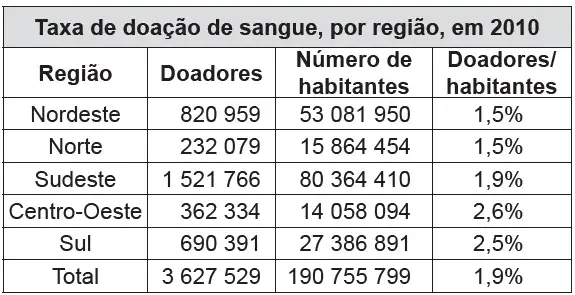 Taxa de doação de sangue, por região, em 2010
Região Doadores Número de habitantes Doadores/ habitantes
Nordeste 820 959 53 081 950 1,5%
Norte 232 079 15 864 454 1,5%
Sudeste 1 521 766 80 364 410 1,9%
Centro-Oeste 362 334 14 058 094 2,6%
Sul 690 391 27 386 891 2,5%
Total 3 627 529 190 755 799 1,9%